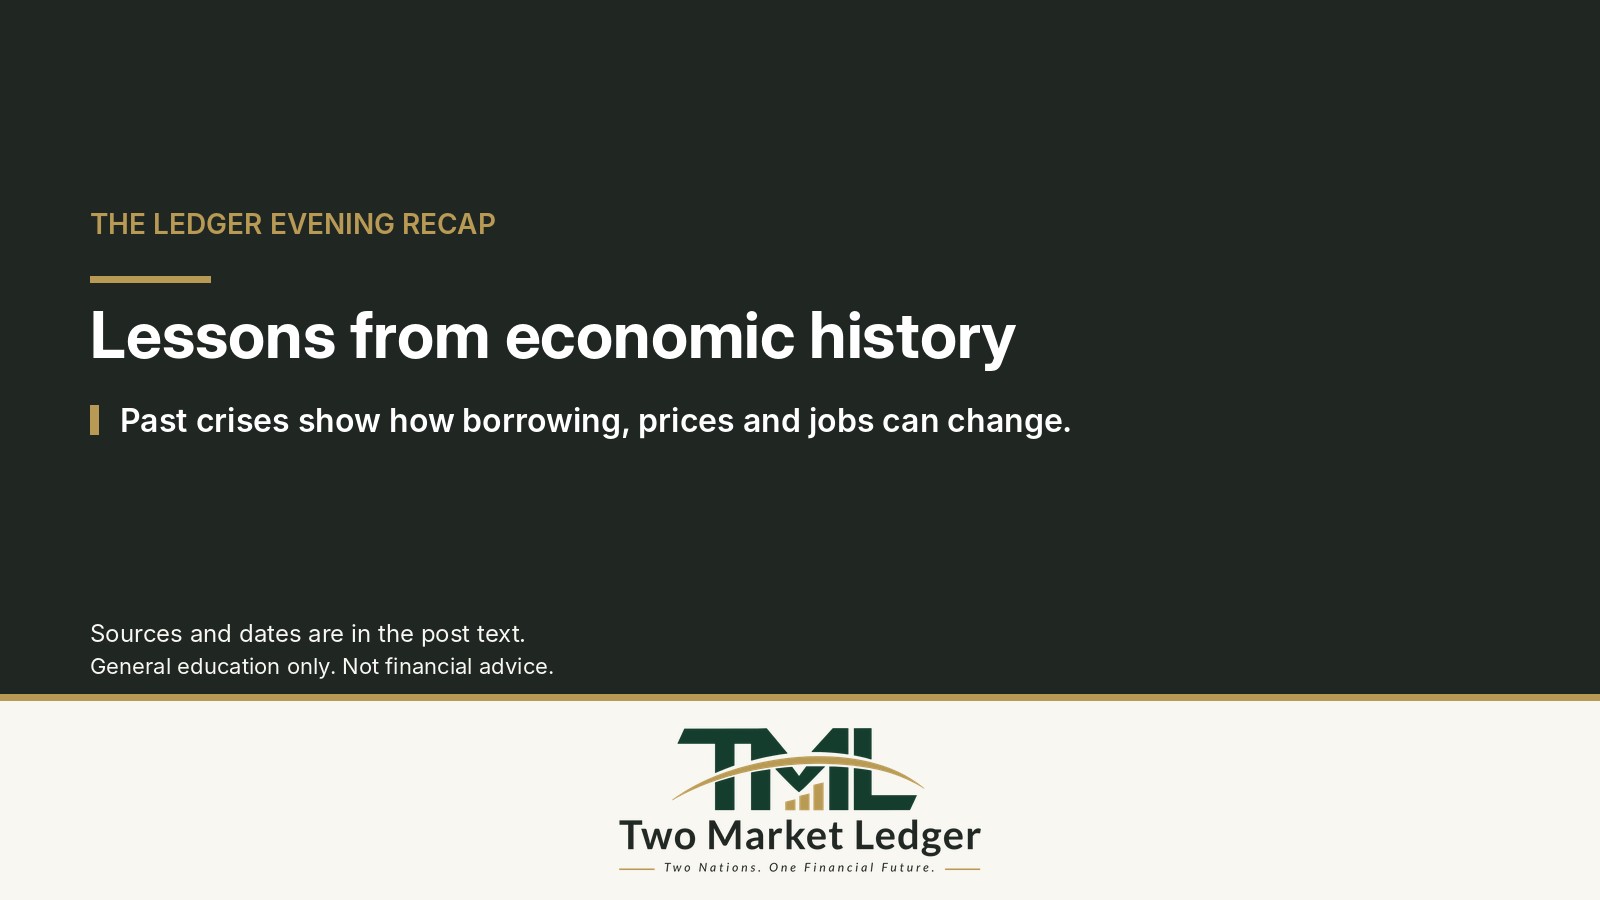 THE LEDGER EVENING RECAP
Lessons from economic history
Past crises show how borrowing, prices and jobs can change.
Sources and dates are in the post text.
General education only. Not financial advice.
TML
Two Market Ledger
Two Nations. One Financial Future.